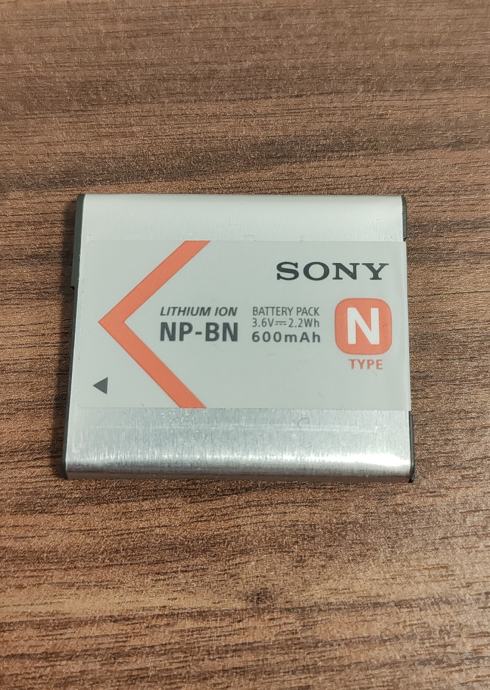 SONY
LITHIUM ION
NP-BN
BATTERY PACK
3.6V⎓2.2Wh
600mAh
N
TYPE